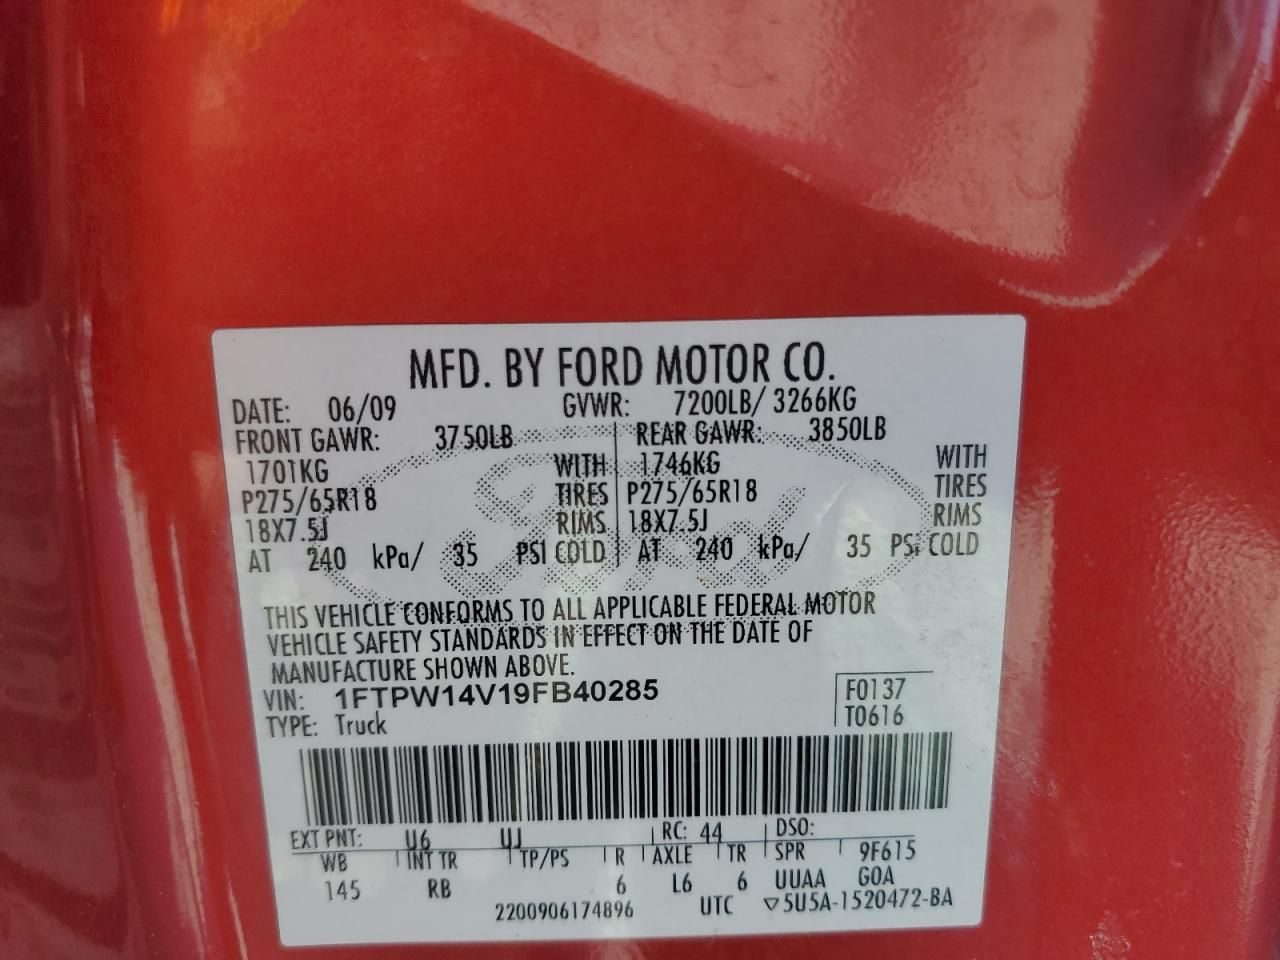 MFD. BY FORD MOTOR CO.
DATE: 06/09 GVWR: 7200LB/ 3266KG
FRONT GAWR: 3750LB REAR GAWR: 3850LB
1701KG WITH 1746KG WITH
P275/65R18 TIRES P275/65R18 TIRES
18X7.5J RIMS 18X7.5J RIMS
AT 240 kPa/ 35 PSI COLD AT 240 kPa/ 35 PSi COLD
Ford
THIS VEHICLE CONFORMS TO ALL APPLICABLE FEDERAL MOTOR
VEHICLE SAFETY STANDARDS IN EFFECT ON THE DATE OF
MANUFACTURE SHOWN ABOVE.
VIN: 1FTPW14V19FB40285 F0137
TYPE: Truck T0616
EXT PNT: U6 UJ RC: 44 DSO:
WB INT TR TP/PS R AXLE TR SPR 9F615
145 RB 6 L6 6 UUAA GOA
2200906174896 UTC ▽5U5A-1520472-BA